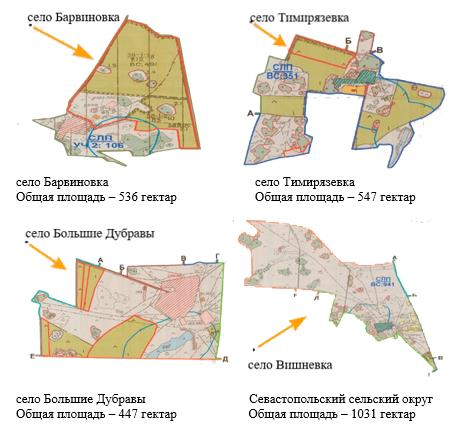 село Барвиновка
СЛП
УЧ 2: 106
село Барвиновка
Общая площадь – 536 гектар
село Тимирязевка
Б
В
СЛП
ВС:351
А
село Тимирязевка
Общая площадь – 547 гектар
село Большие Дубравы
А
Б
В
Г
Е
Д
село Большие Дубравы
Общая площадь – 447 гектар
А
СЛП
ВС:941
Л
В
село Вишневка
Севастопольский сельский округ
Общая площадь – 1031 гектар